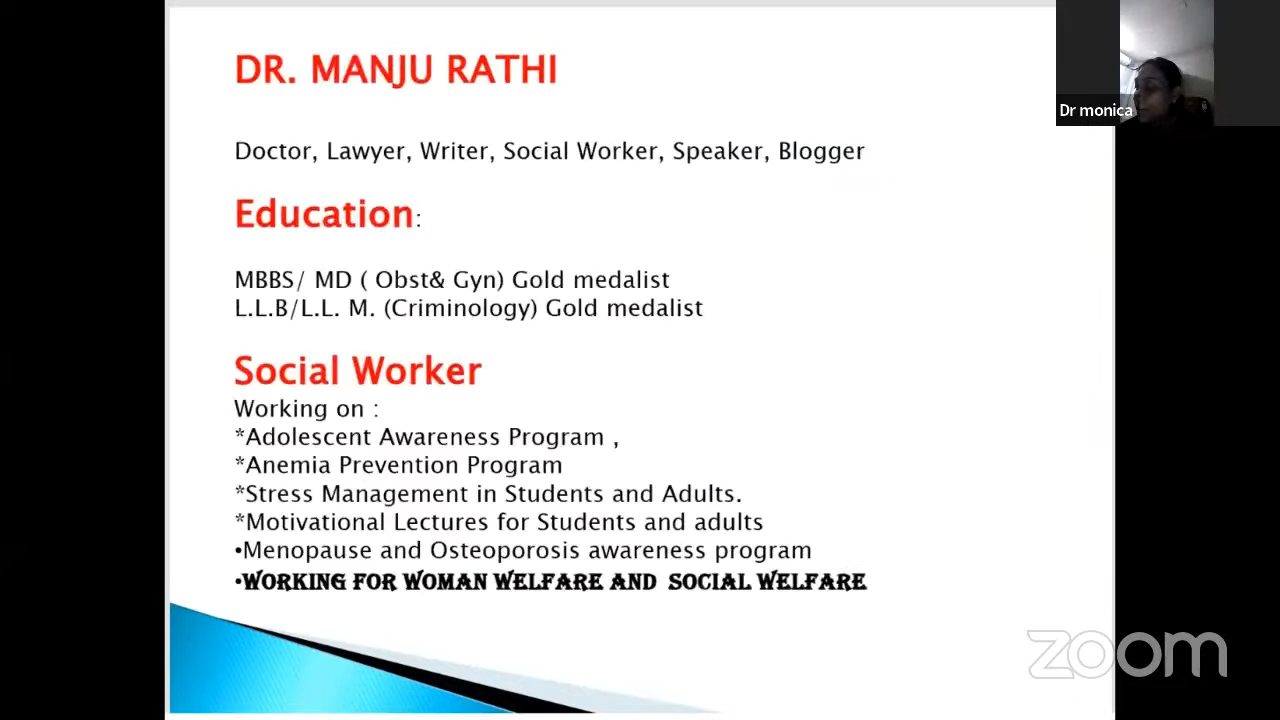 DR. MANJU RATHI
Dr monica
Doctor, Lawyer, Writer, Social Worker, Speaker, Blogger
Education:
MBBS/ MD ( Obst& Gyn) Gold medalist
L.L.B/L.L. M. (Criminology) Gold medalist
Social Worker
Working on :
*Adolescent Awareness Program ,
*Anemia Prevention Program
*Stress Management in Students and Adults.
*Motivational Lectures for Students and adults
•Menopause and Osteoporosis awareness program
•WORKING FOR WOMAN WELFARE AND  SOCIAL WELFARE
zoom